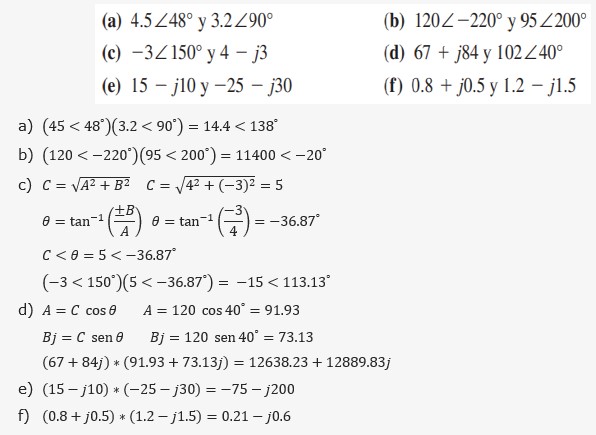 (a) 4.5∠48° y 3.2∠90° (b) 120∠−220° y 95∠200°
(c) −3∠150° y 4 − j3 (d) 67 + j84 y 102∠40°
(e) 15 − j10 y −25 − j30 (f) 0.8 + j0.5 y 1.2 − j1.5
a) (45 < 48°)(3.2 < 90°) = 14.4 < 138°
b) (120 < −220°)(95 < 200°) = 11400 < −20°
c) C = √(A² + B²) C = √(4² + (−3)²) = 5
θ = tan⁻¹(±B/A) θ = tan⁻¹(−3/4) = −36.87°
C < θ = 5 < −36.87°
(−3 < 150°)(5 < −36.87°) = −15 < 113.13°
d) A = C cos θ A = 120 cos 40° = 91.93
Bj = C sen θ Bj = 120 sen 40° = 73.13
(67 + 84j) * (91.93 + 73.13j) = 12638.23 + 12889.83j
e) (15 − j10) * (−25 − j30) = −75 − j200
f) (0.8 + j0.5) * (1.2 − j1.5) = 0.21 − j0.6